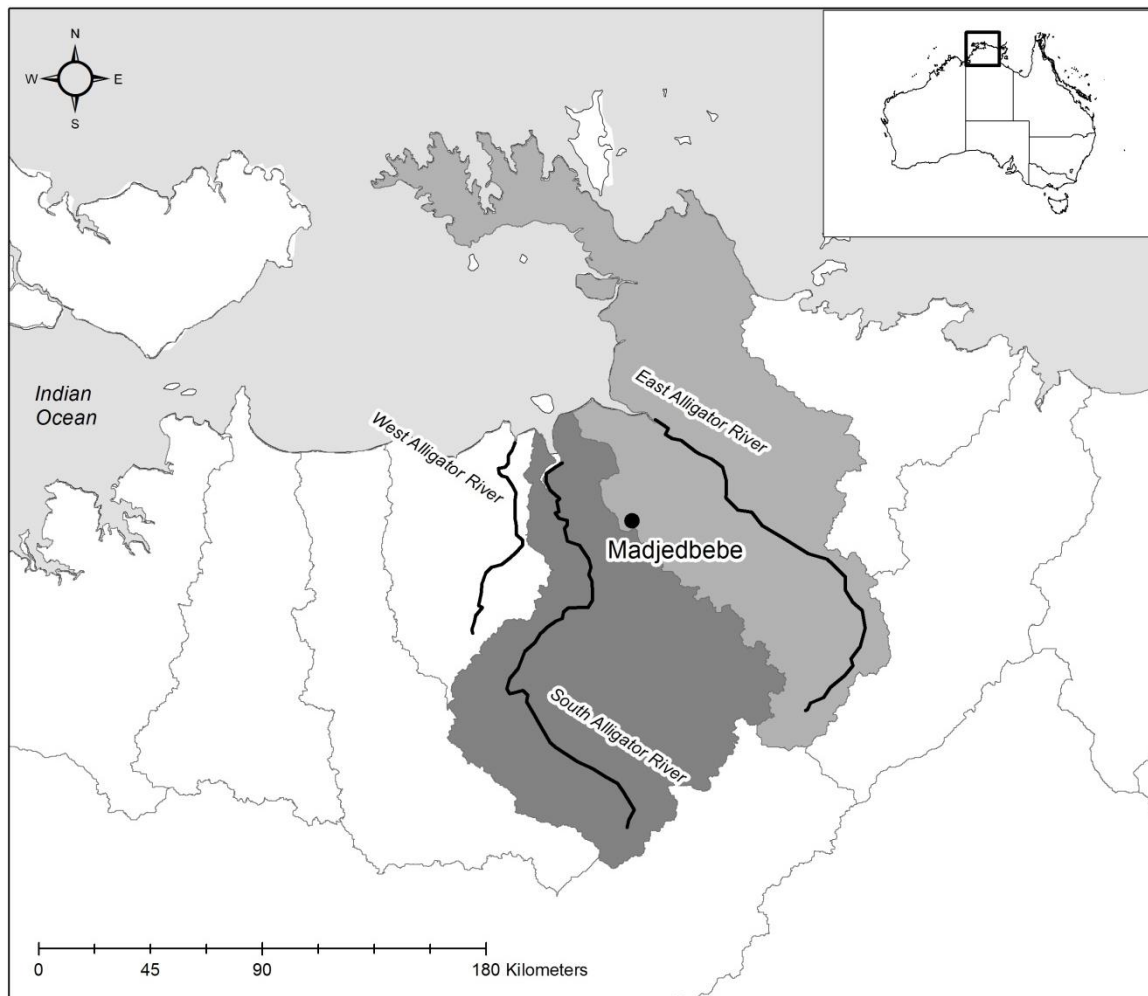 N
W E
S
Indian
Ocean
West Alligator River
East Alligator River
Madjedbebe
South Alligator River
0 45 90 180 Kilometers